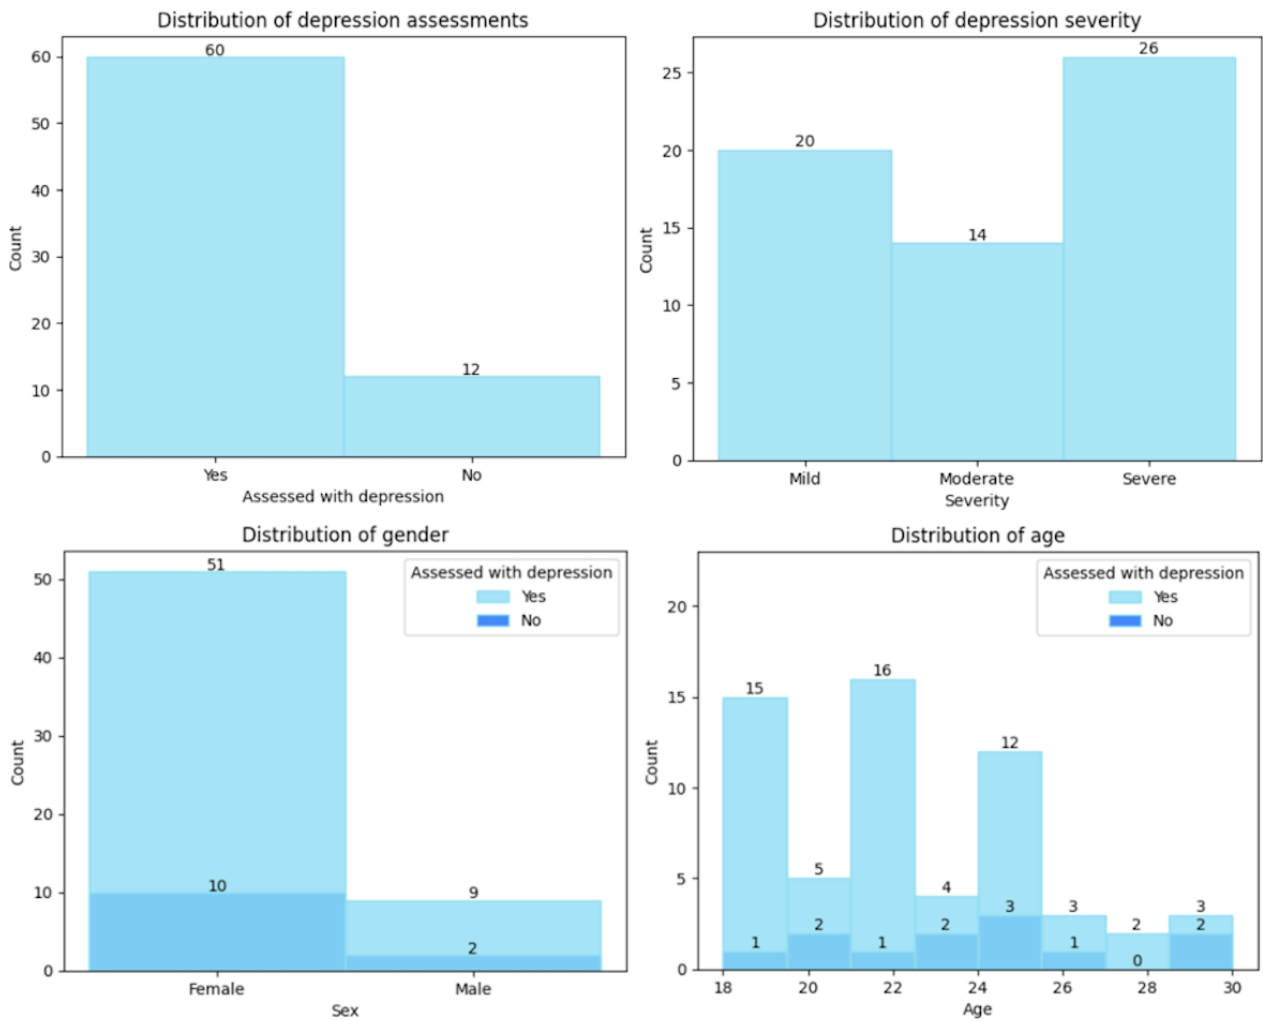 Distribution of depression assessments
60
50
40
30
20
10
0
Count
60
12
Yes No
Assessed with depression
Distribution of depression severity
25
20
15
10
5
0
Count
20
14
26
Mild Moderate Severe
Severity
Distribution of gender
50
40
30
20
10
0
Count
Assessed with depression
Yes
No
51
10
9
2
Female Male
Sex
Distribution of age
20
15
10
5
0
Count
Assessed with depression
Yes
No
15 5 16 4 12 3 2 3
1 2 1 2 3 1 0 2
18 20 22 24 26 28 30
Age